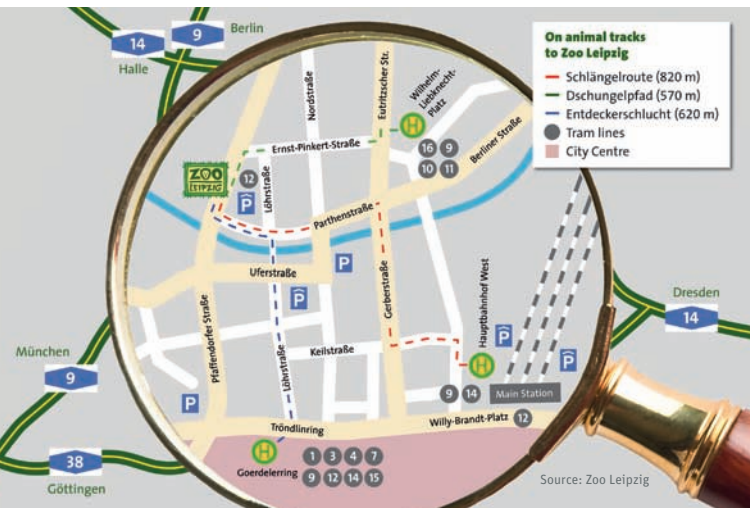 14
9
Berlin
Halle
On animal tracks
to Zoo Leipzig
Schlängelroute (820 m)
Dschungelpfad (570 m)
Entdeckerschlucht (620 m)
Tram lines
City Centre
Nordstraße
Eutritzscher Str.
Wilhelm-
Liebknecht-
Platz
H
Ernst-Pinkert-Straße
16
9
10
11
Berliner Straße
ZOO
LEIPZIG
12
P
Löhrstraße
Parthenstraße
Uferstraße
P
P
Gerberstraße
Hauptbahnhof West
P
P
Dresden
14
Pfaffendorfer Straße
Keilstraße
H
München
9
Löhrstraße
P
9
14
Main Station
Tröndlinring
Willy-Brandt-Platz
12
H
Goerdelerring
1
3
4
7
9
12
14
15
38
Göttingen
Source: Zoo Leipzig